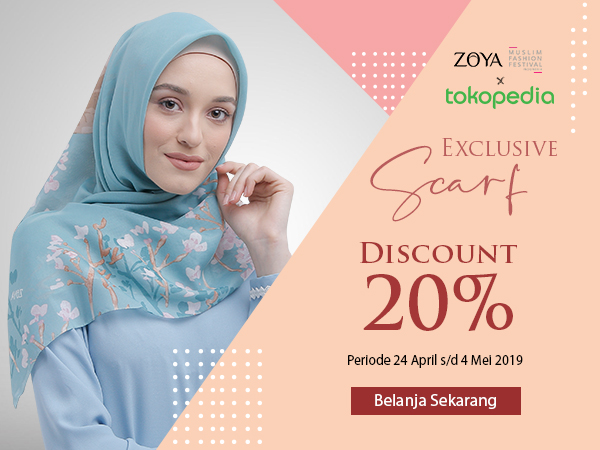 ZOYA
MUSLIM
FASHION
FESTIVAL
x
tokopedia
EXCLUSIVE
Scarf
DISCOUNT
20%
Periode 24 April s/d 4 Mei 2019
Belanja Sekarang